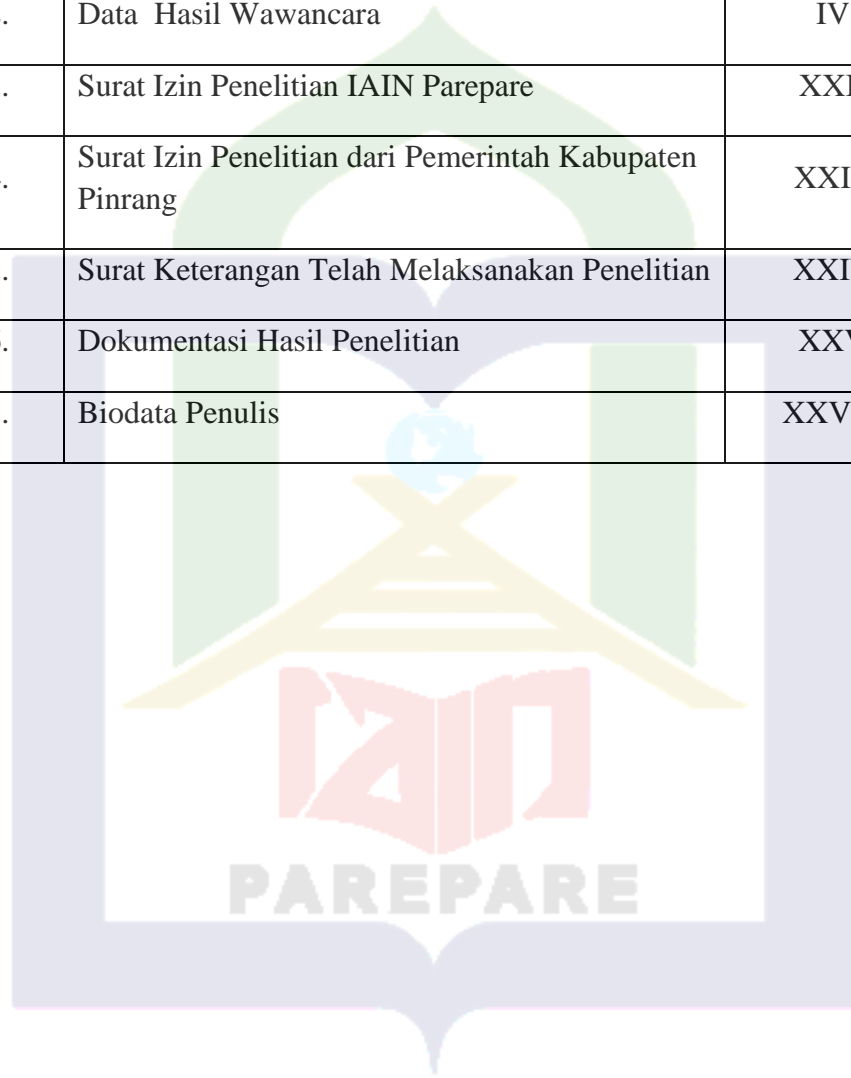 Data Hasil Wawancara IV
Surat Izin Penelitian IAIN Parepare
Surat Izin Penelitian dari Pemerintah Kabupaten
Pinrang
Surat Keterangan Telah Melaksanakan Penelitian
Dokumentasi Hasil Penelitian
Biodata Penulis
IAIN
PAREPARE